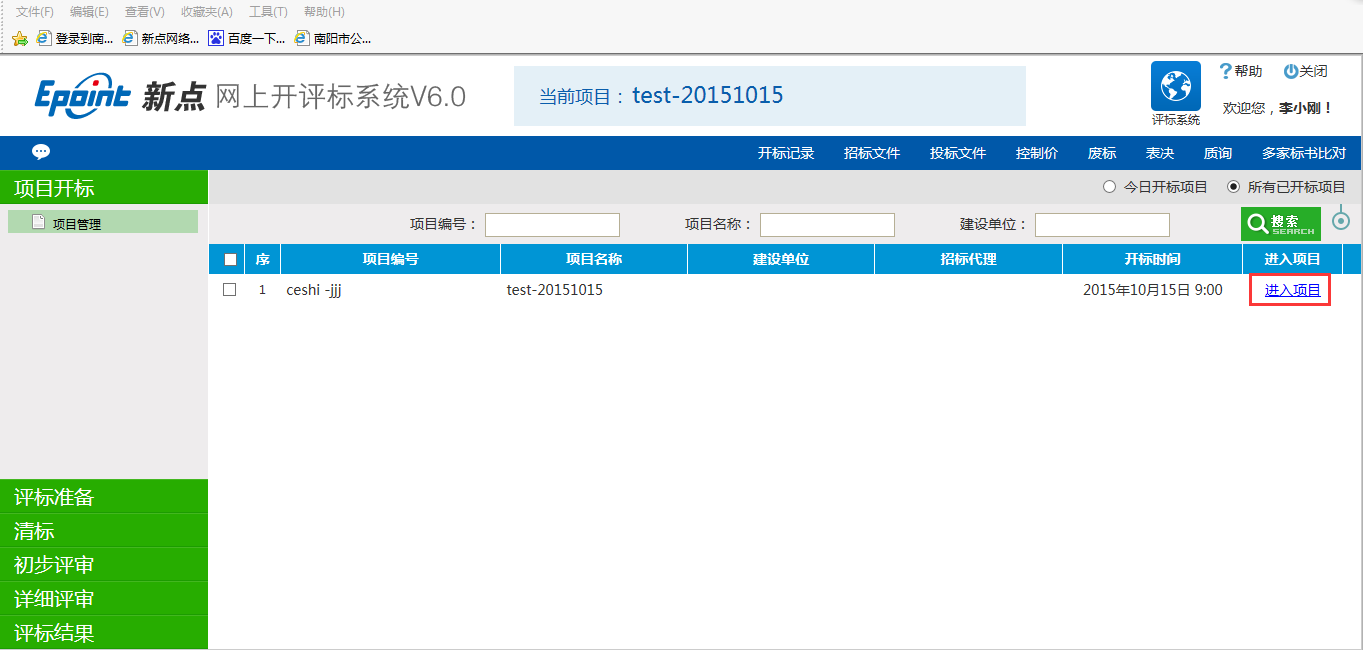 文件(F) 编辑(E) 查看(V) 收藏夹(A) 工具(T) 帮助(H)
登录到南... 新点网络... 百度一下... 南阳市公...
Epoint 新点 网上开评标系统V6.0
当前项目：test-20151015
评标系统
?帮助 关闭
欢迎您，李小刚！
开标记录 招标文件 投标文件 控制价 废标 表决 质询 多家标书比对
项目开标
今日开标项目 所有已开标项目
项目管理
项目编号： 项目名称： 建设单位： 搜索 SEARCH
序 项目编号 项目名称 建设单位 招标代理 开标时间 进入项目
1 ceshi -jjj test-20151015 2015年10月15日 9:00 进入项目
评标准备
清标
初步评审
详细评审
评标结果